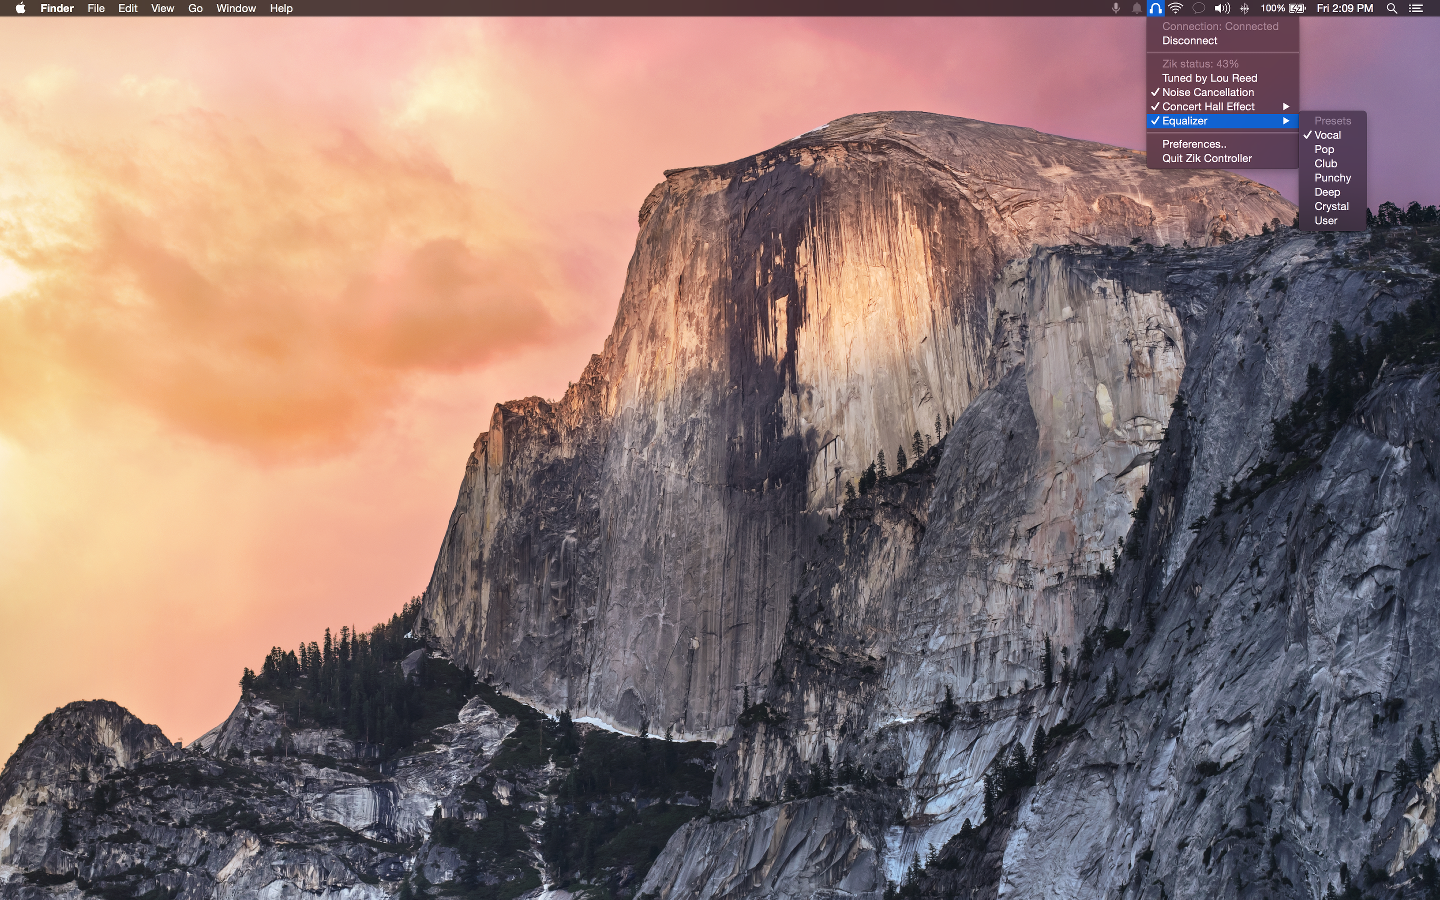 Finder File Edit View Go Window Help 100% Fri 2:09 PM
Connection: Connected
Disconnect
Zik status: 43%
Tuned by Lou Reed
Noise Cancellation
Concert Hall Effect
Equalizer
Preferences..
Quit Zik Controller
Presets
Vocal
Pop
Club
Punchy
Deep
Crystal
User